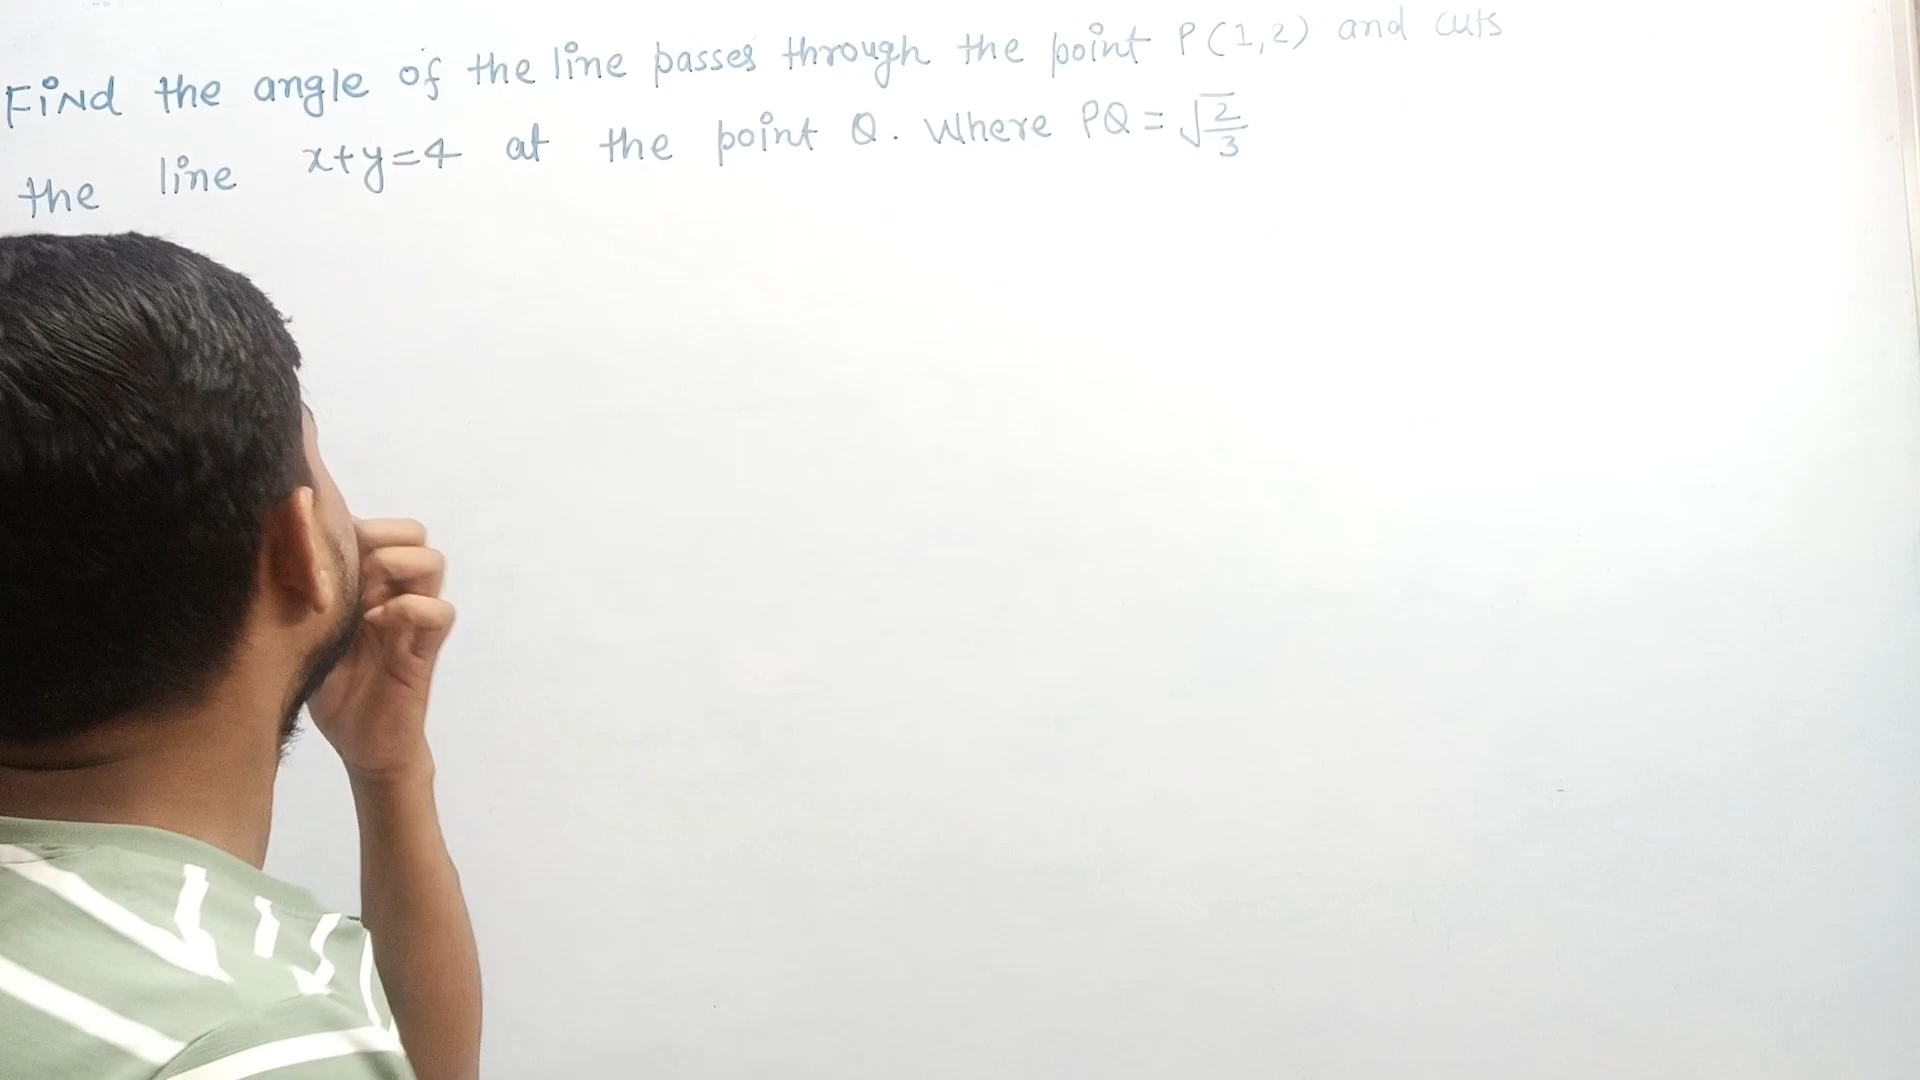 FiNd the angle of the line passes through the point P(1,2) and cuts
the line x+y=4 at the point Q. Where PQ = √2/3